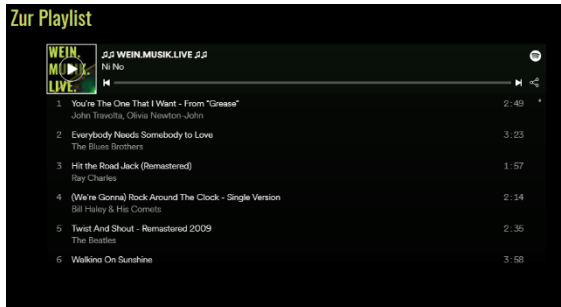 Zur Playlist
WEIN.
MUSIK.
LIVE.
♫♫ WEIN.MUSIK.LIVE ♫♫
Ni No
1 You're The One That I Want - From "Grease" 2:49
John Travolta, Olivia Newton-John
2 Everybody Needs Somebody to Love 3:23
The Blues Brothers
3 Hit the Road Jack (Remastered) 1:57
Ray Charles
4 (We're Gonna) Rock Around The Clock - Single Version 2:14
Bill Haley & His Comets
5 Twist And Shout - Remastered 2009 2:35
The Beatles
6 Walking On Sunshine 3:58